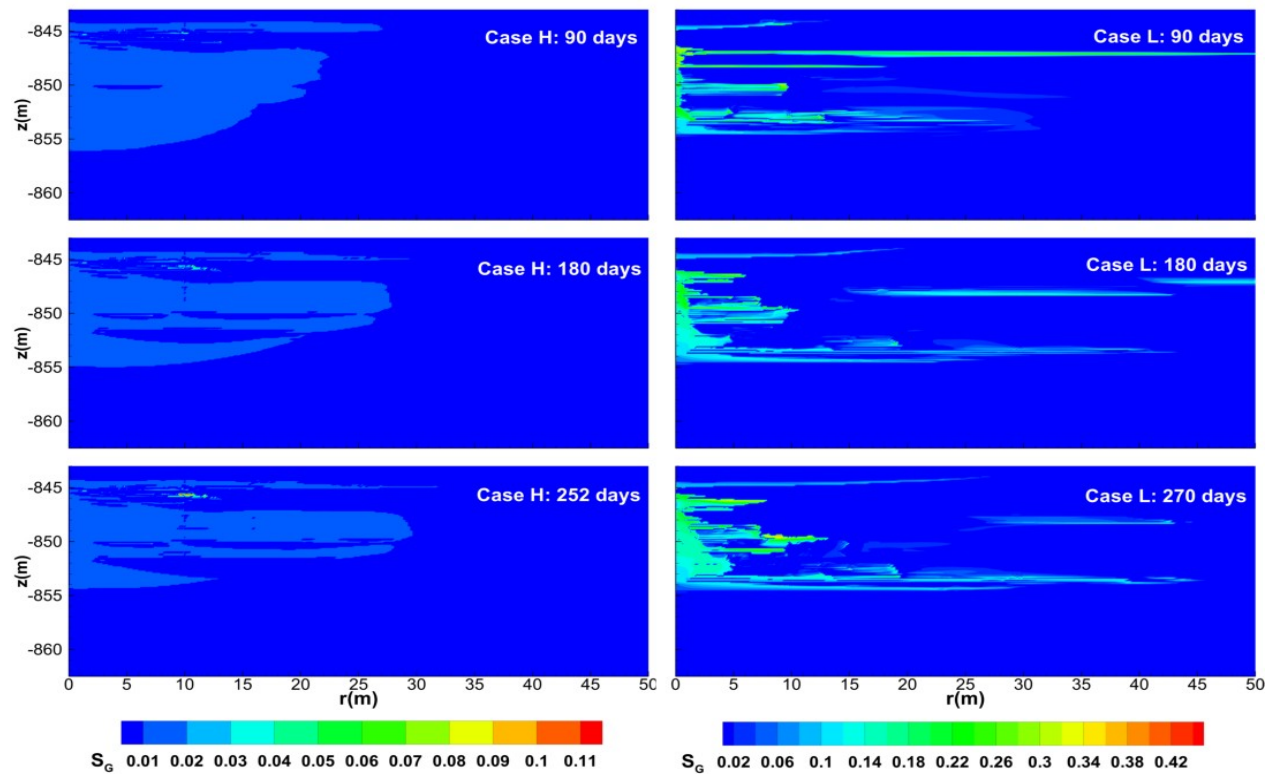 Case H: 90 days
z(m)
-845
-850
-855
-860
Case L: 90 days
Case H: 180 days
z(m)
-845
-850
-855
-860
Case L: 180 days
Case H: 252 days
z(m)
-845
-850
-855
-860
0 5 10 15 20 25 30 35 40 45 50
r(m)
Case L: 270 days
0 5 10 15 20 25 30 35 40 45 50
r(m)
SG 0.01 0.02 0.03 0.04 0.05 0.06 0.07 0.08 0.09 0.1 0.11
SG 0.02 0.06 0.1 0.14 0.18 0.22 0.26 0.3 0.34 0.38 0.42